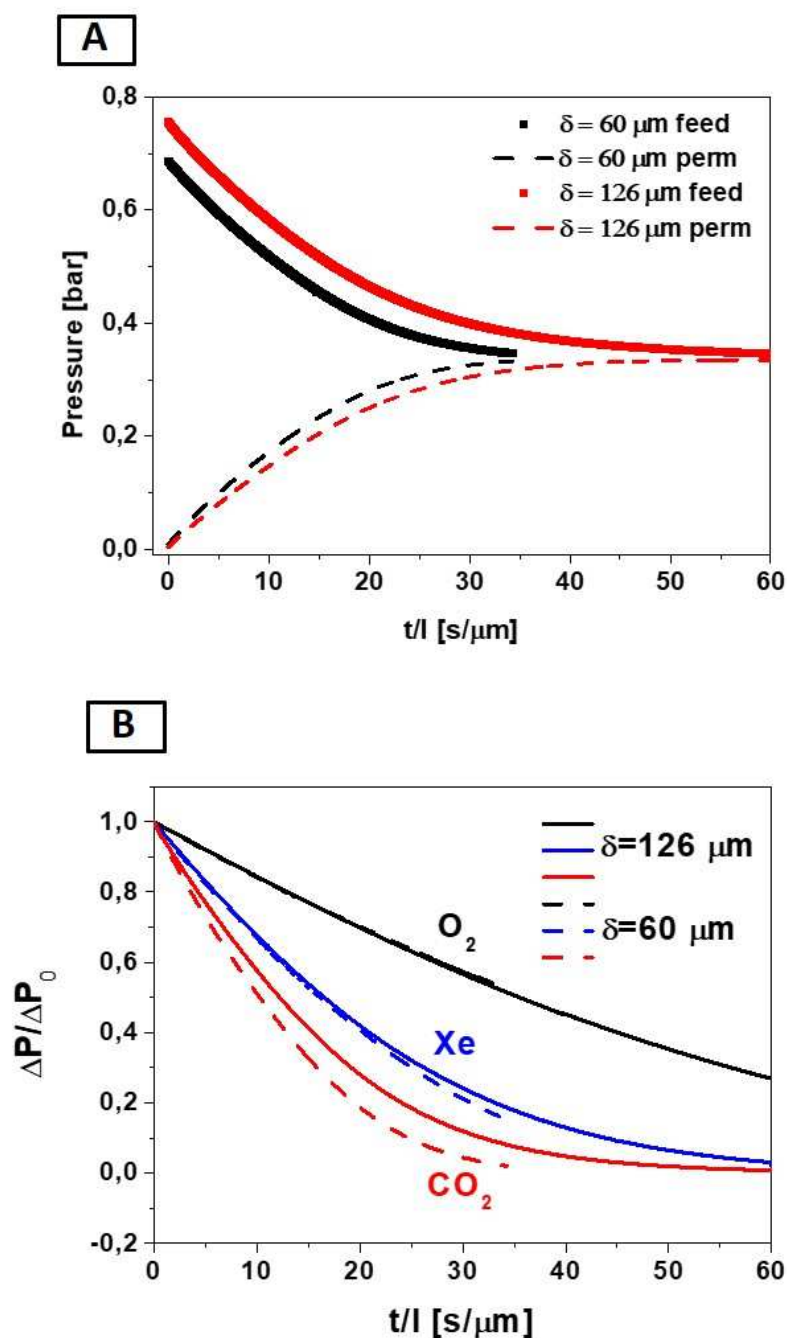 A
0,8
0,6
0,4
0,2
0,0
Pressure [bar]
δ = 60 μm feed
δ = 60 μm perm
δ = 126 μm feed
δ = 126 μm perm
0 10 20 30 40 50 60
t/l [s/μm]
B
1,0
0,8
0,6
0,4
0,2
0,0
-0,2
ΔP/ΔP₀
δ=126 μm
δ=60 μm
O₂
Xe
CO₂
0 10 20 30 40 50 60
t/l [s/μm]